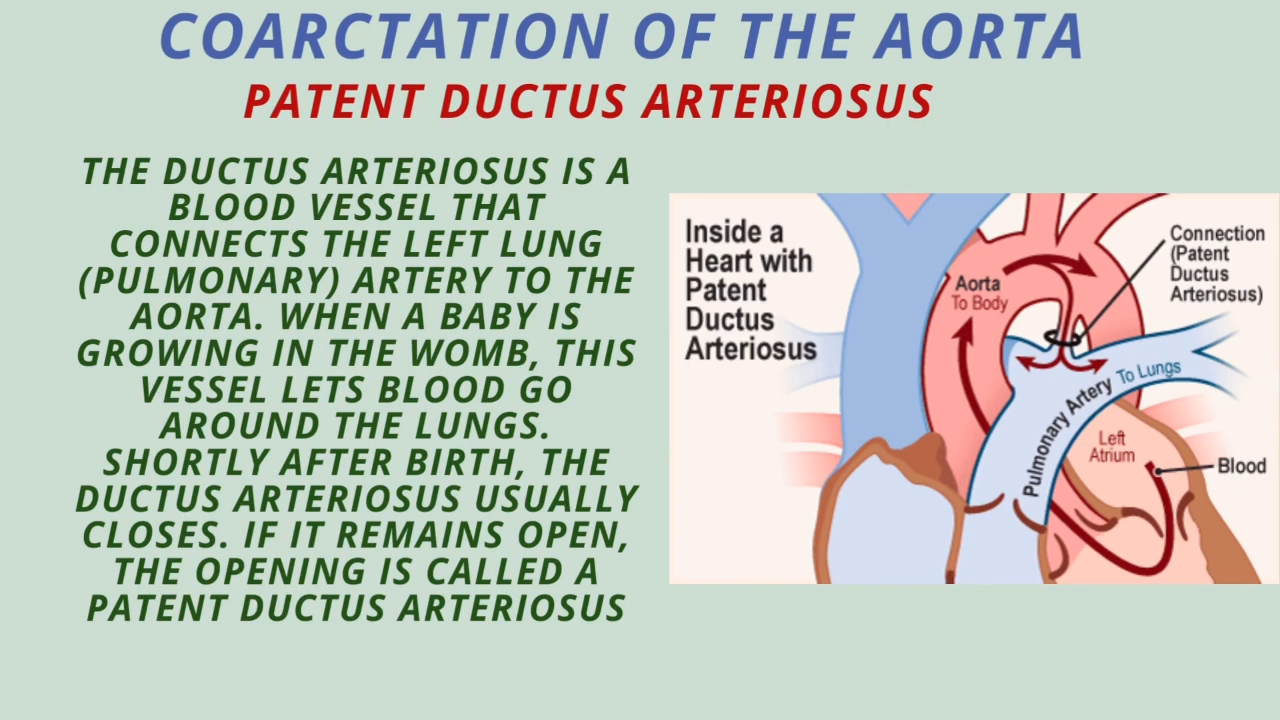 COARCTATION OF THE AORTA
PATENT DUCTUS ARTERIOSUS
THE DUCTUS ARTERIOSUS IS A
BLOOD VESSEL THAT
CONNECTS THE LEFT LUNG
(PULMONARY) ARTERY TO THE
AORTA. WHEN A BABY IS
GROWING IN THE WOMB, THIS
VESSEL LETS BLOOD GO
AROUND THE LUNGS.
SHORTLY AFTER BIRTH, THE
DUCTUS ARTERIOSUS USUALLY
CLOSES. IF IT REMAINS OPEN,
THE OPENING IS CALLED A
PATENT DUCTUS ARTERIOSUS
Inside a
Heart with
Patent
Ductus
Arteriosus
Aorta
To Body
Connection
(Patent
Ductus
Arteriosus)
Pulmonary Artery To Lungs
Left
Atrium
Blood